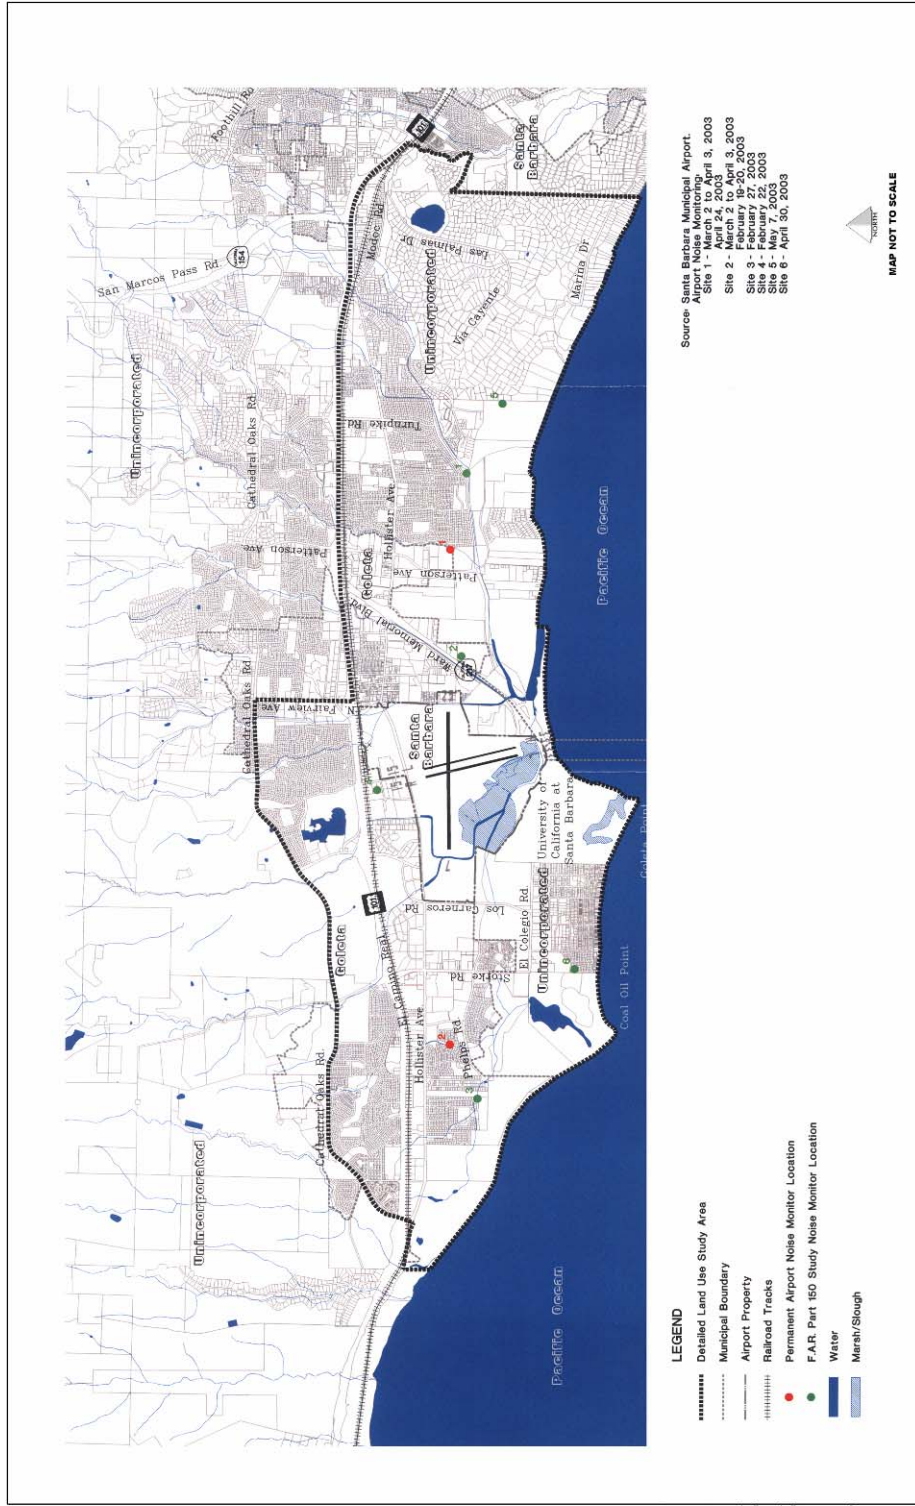 Foothill Rd
San Marcos Pass Rd
154
101
Santa
Barbara
Modoc Rd
Las Palmas Dr
Unincorporated
Via Cayente
Marina Dr
Unincorporated
Cathedral Oaks Rd.
Turnpike Rd
5
1
Hollister Ave
Patterson Ave
Goleta
Patterson Ave
1
Ward Memorial Blvd
2
Pacific Ocean
Cathedral Oaks Rd
N. Fairview Ave
Santa
Barbara
4
University of
California at
Santa Barbara
Goleta Point
101
Los Carneros Rd
El Colegio Rd.
Unincorporated
Goleta
El Camino Real
Storke Rd
6
Coal Oil Point
Hollister Ave
2
Phelps Rd
3
Cathedral Oaks Rd
Unincorporated
Pacific Ocean
LEGEND
Detailed Land Use Study Area
Municipal Boundary
Airport Property
Railroad Tracks
Permanent Airport Noise Monitor Location
F.A.R. Part 150 Study Noise Monitor Location
Water
Marsh/Slough
Source: Santa Barbara Municipal Airport.
Airport Noise Monitoring:
Site 1 - March 2 to April 3, 2003
April 24, 2003
Site 2 - March 2 to April 3, 2003
February 19-20, 2003
Site 3 - February 27, 2003
Site 4 - February 22, 2003
Site 5 - May 7, 2003
Site 6 - April 30, 2003
NORTH
MAP NOT TO SCALE